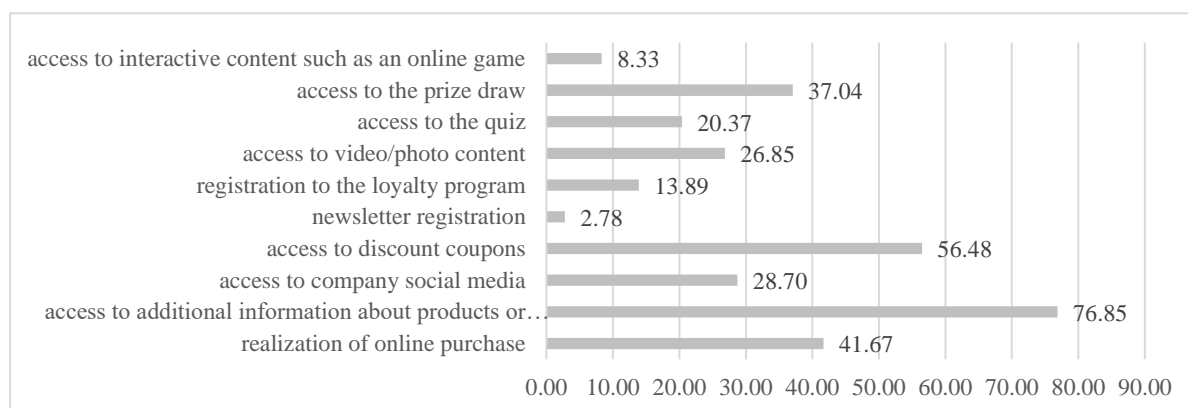 access to interactive content such as an online game 8.33
access to the prize draw 37.04
access to the quiz 20.37
access to video/photo content 26.85
registration to the loyalty program 13.89
newsletter registration 2.78
access to discount coupons 56.48
access to company social media 28.70
access to additional information about products or… 76.85
realization of online purchase 41.67
0.00 10.00 20.00 30.00 40.00 50.00 60.00 70.00 80.00 90.00